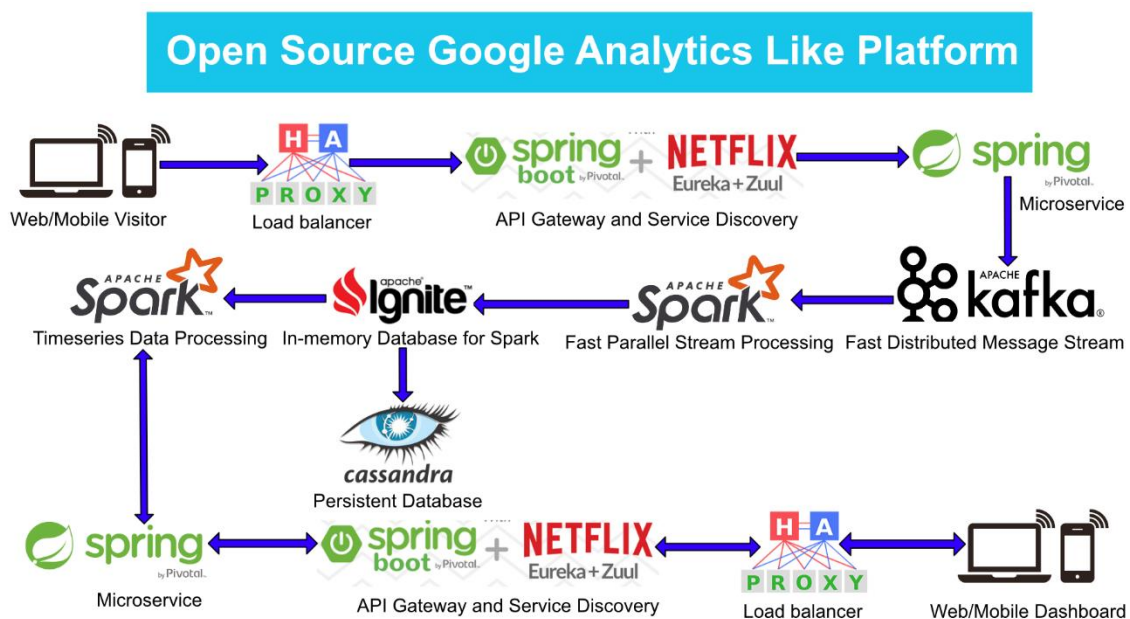 Open Source Google Analytics Like Platform
H A
PROXY
Web/Mobile Visitor
Load balancer
spring
boot by Pivotal.
+
NETFLIX
Eureka+Zuul
API Gateway and Service Discovery
spring
by Pivotal.
Microservice
APACHE
Spark™
Timeseries Data Processing
apache®
Ignite™
In-memory Database for Spark
APACHE
Spark™
Fast Parallel Stream Processing
APACHE
kafka®
Fast Distributed Message Stream
cassandra
Persistent Database
spring
by Pivotal.
Microservice
spring
boot by Pivotal.
+
NETFLIX
Eureka+Zuul
API Gateway and Service Discovery
H A
PROXY
Load balancer
Web/Mobile Dashboard